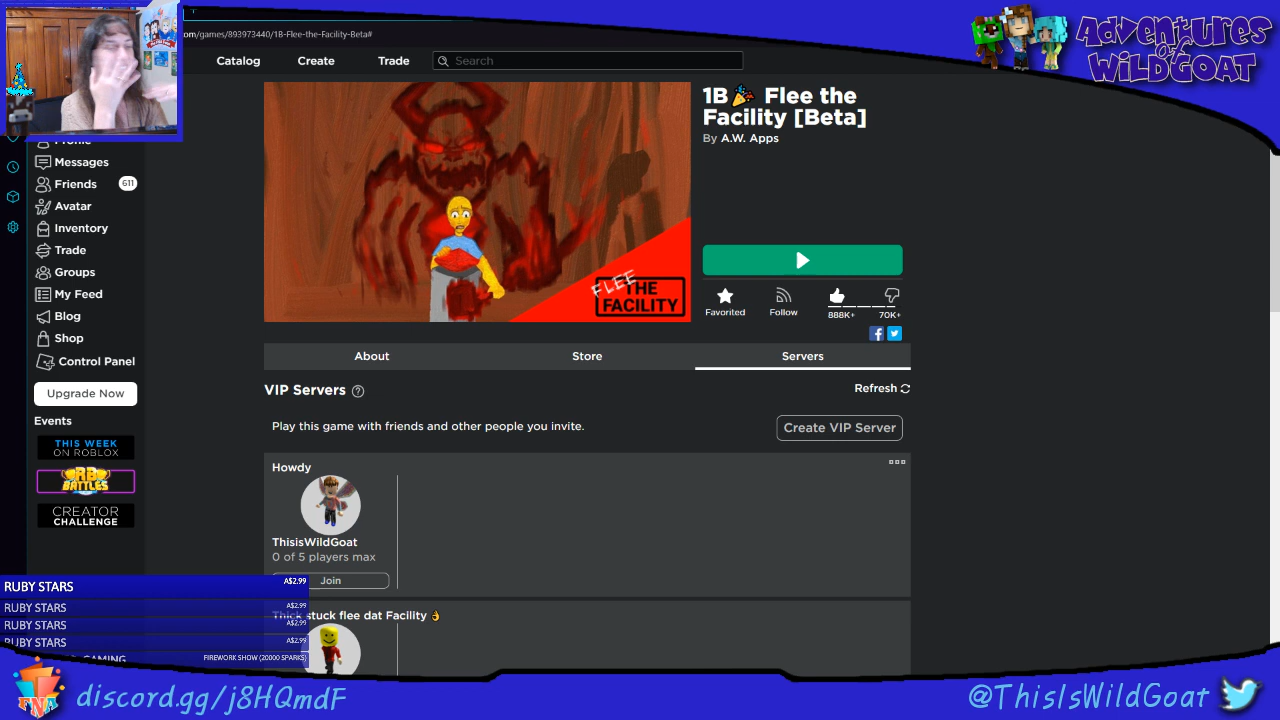 om/games/893973440/1B-Flee-the-Facility-Beta#
Adventures
of
WildGoat
Catalog
Create
Trade
Search
1B🎉 Flee the
Facility [Beta]
By A.W. Apps
Profile
Messages
Friends
611
Avatar
Inventory
Trade
Groups
My Feed
Blog
Shop
Control Panel
Upgrade Now
Events
THIS WEEK
ON ROBLOX
RB
BATTLES
CREATOR
CHALLENGE
FLEE
THE
FACILITY
Favorited
Follow
888K+
70K+
About
Store
Servers
VIP Servers
Refresh
Play this game with friends and other people you invite.
Create VIP Server
Howdy
ThisisWildGoat
0 of 5 players max
Join
Thick stuck flee dat Facility 👌
RUBY STARS
A$2.99
RUBY STARS
A$2.99
RUBY STARS
A$2.99
RUBY STARS
A$2.99
GAMING
FIREWORK SHOW (20000 SPARKS)
FNA
discord.gg/j8HQmdF
@ThisIsWildGoat